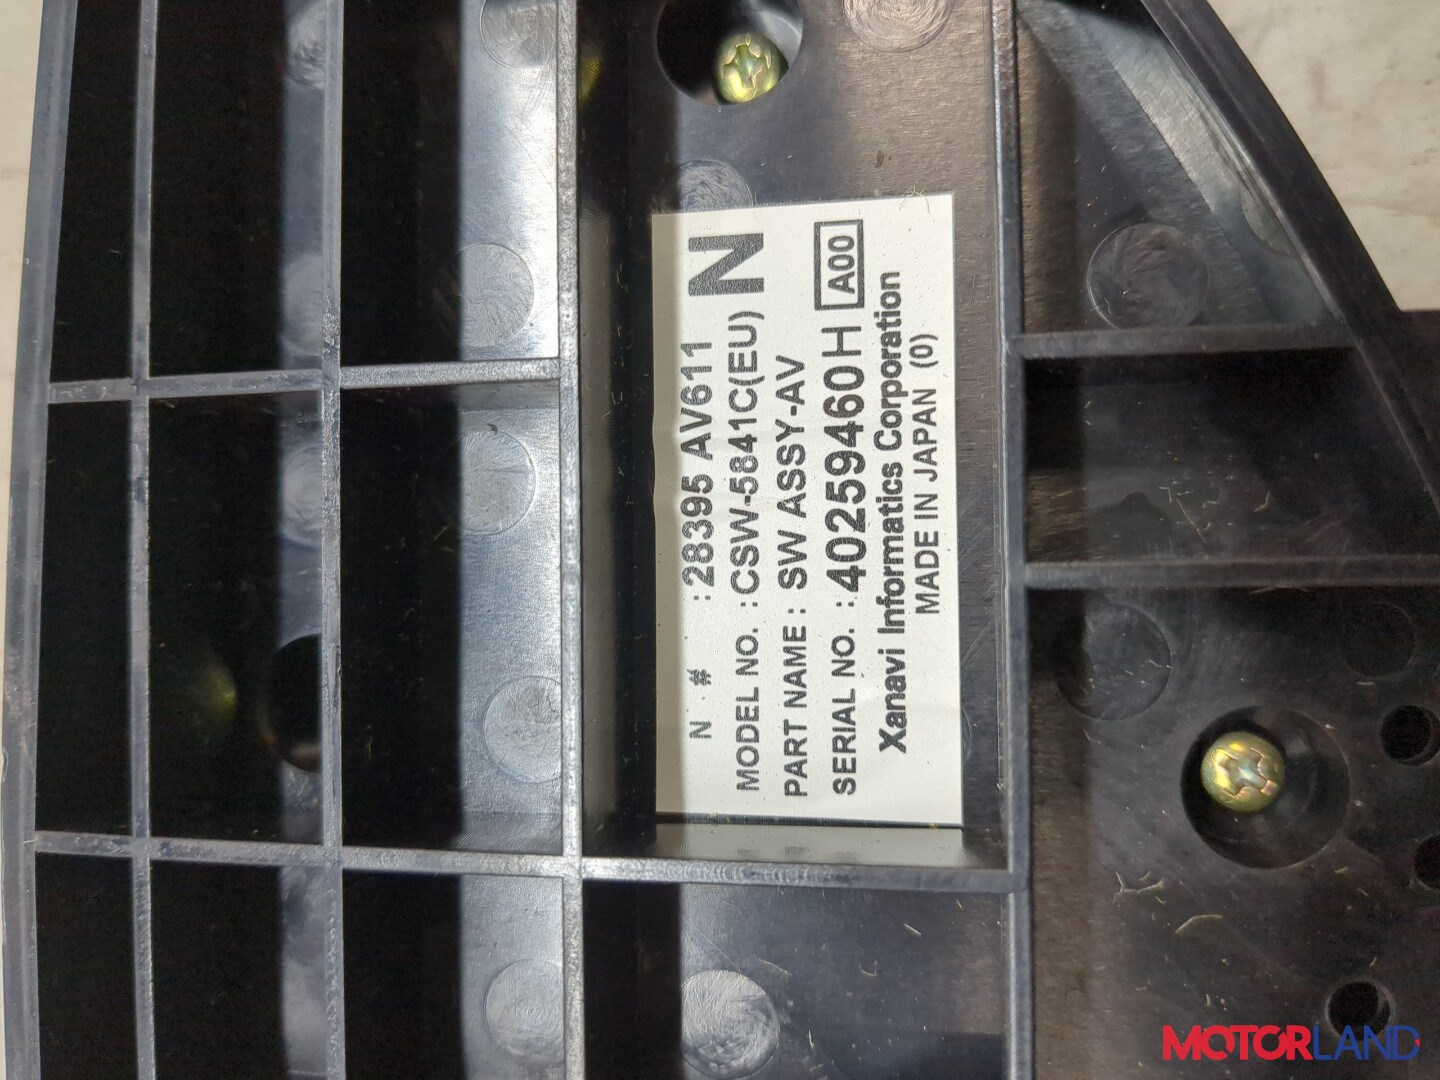 N # : 28395 AV611 N
MODEL NO. : CSW-5841C(EU)
PART NAME : SW ASSY-AV
SERIAL NO. : 40259460H A00
Xanavi Informatics Corporation
MADE IN JAPAN (0)
MOTORLAND